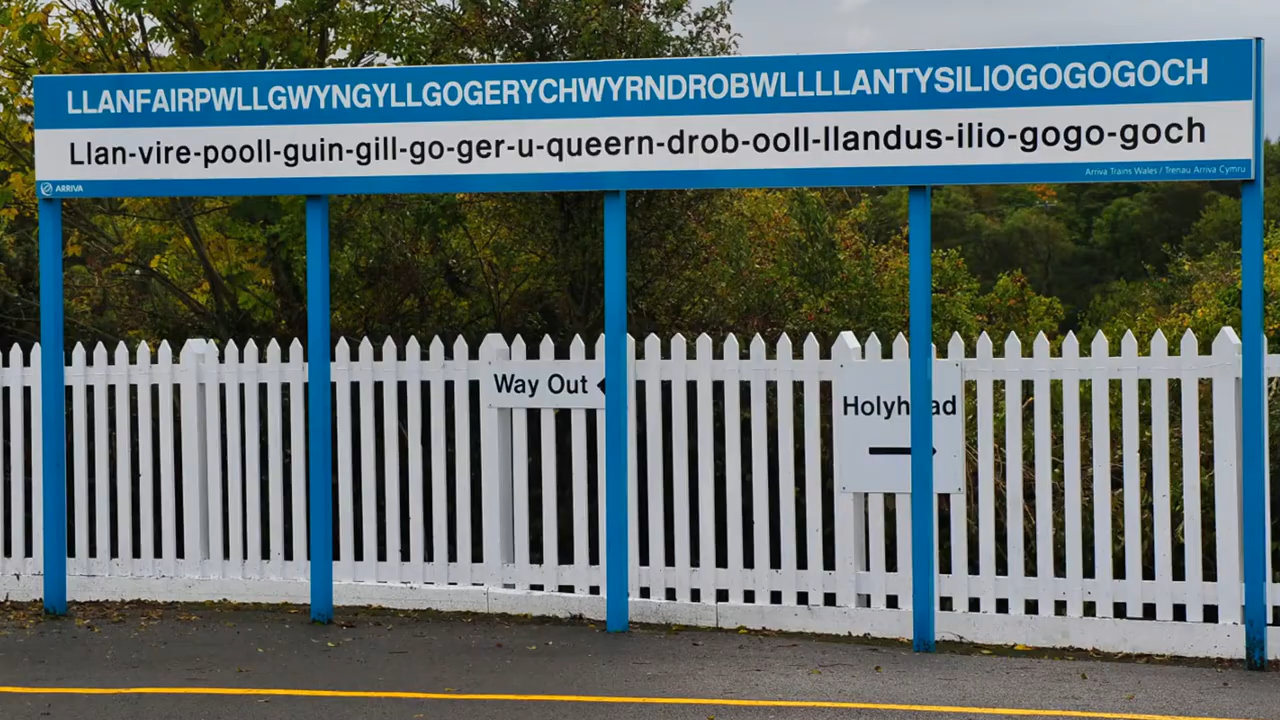 LLANFAIRPWLLGWYNGYLLGOGERYCHWYRNDROBWLLLLANTYSILIOGOGOGOCH
Llan-vire-pooll-guin-gill-go-ger-u-queern-drob-ooll-llandus-ilio-gogo-goch
ARRIVA
Arriva Trains Wales / Trenau Arriva Cymru
Way Out
Holyhead